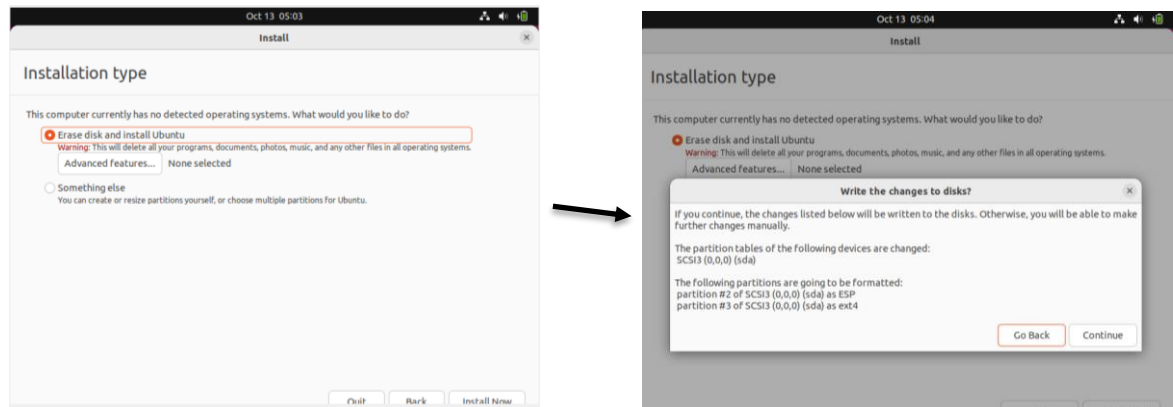 Oct 13 05:03
Install
Installation type
This computer currently has no detected operating systems. What would you like to do?
Erase disk and install Ubuntu
Warning: This will delete all your programs, documents, photos, music, and any other files in all operating systems.
Advanced features... None selected
Something else
You can create or resize partitions yourself, or choose multiple partitions for Ubuntu.
Quit Back Install Now
Oct 13 05:04
Install
Installation type
This computer currently has no detected operating systems. What would you like to do?
Erase disk and install Ubuntu
Warning: This will delete all your programs, documents, photos, music, and any other files in all operating systems.
Advanced features... None selected
Write the changes to disks?
If you continue, the changes listed below will be written to the disks. Otherwise, you will be able to make
further changes manually.
The partition tables of the following devices are changed:
SCSI3 (0,0,0) (sda)
The following partitions are going to be formatted:
partition #2 of SCSI3 (0,0,0) (sda) as ESP
partition #3 of SCSI3 (0,0,0) (sda) as ext4
Go Back Continue